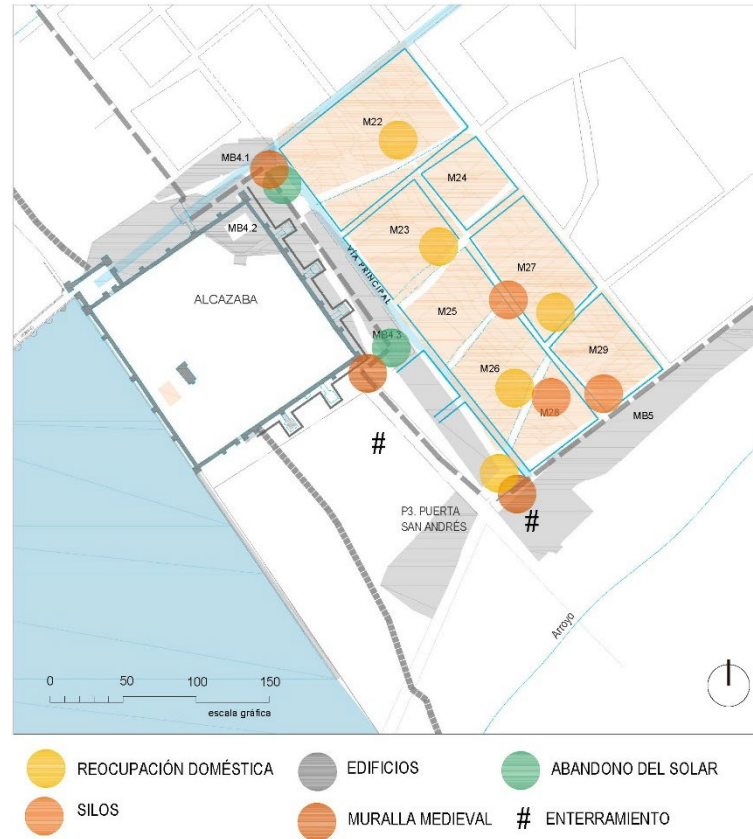 M22
MB4.1
M24
MB4.2
M23
VÍA PRINCIPAL
M27
ALCAZABA
M25
MB4.3
M29
M26
M28
MB5
#
P3. PUERTA
SAN ANDRÉS
#
Arroyo
0 50 100 150
escala gráfica
REOCUPACIÓN DOMÉSTICA
EDIFICIOS
ABANDONO DEL SOLAR
SILOS
MURALLA MEDIEVAL
# ENTERRAMIENTO